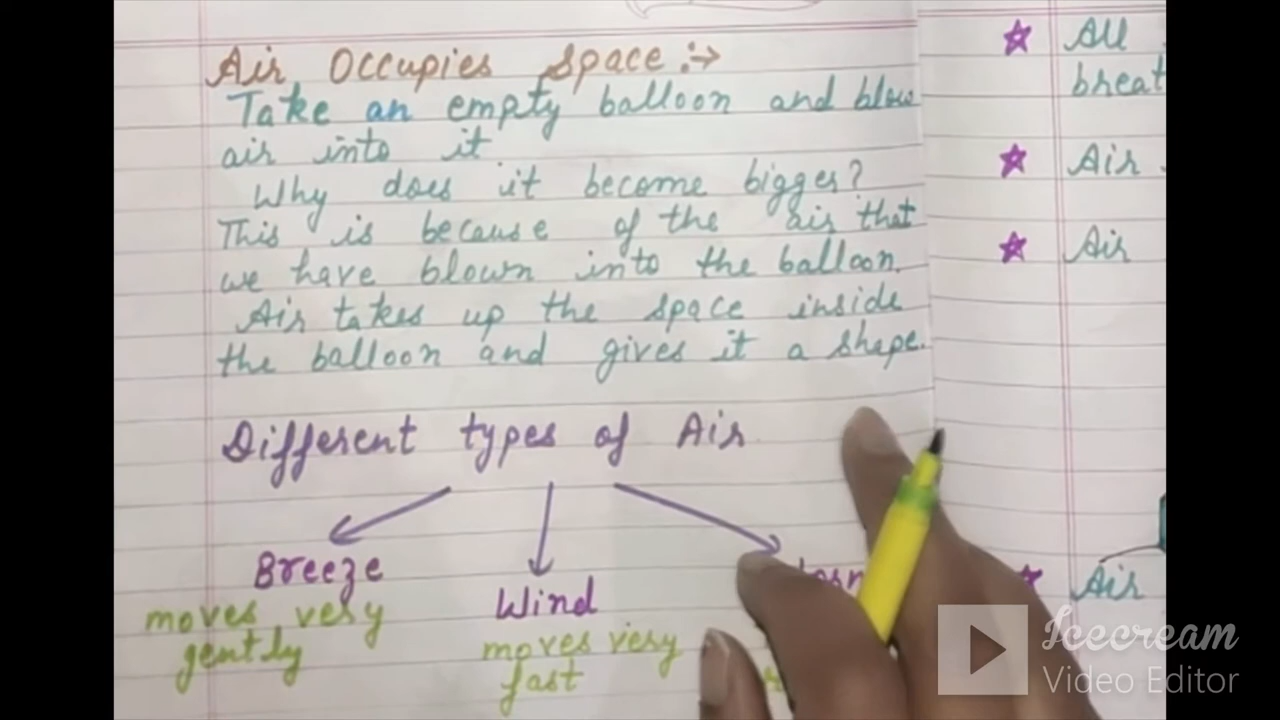 Air Occupies Space :→
Take an empty balloon and blow
air into it
Why does it become bigger?
This is because of the air that
we have blown into the balloon.
Air takes up the space inside
the balloon and gives it a shape.
Different types of Air
Breeze
moves very
gently
Wind
moves very
fast
All
Air
Air
Air
Icecream
Video Editor